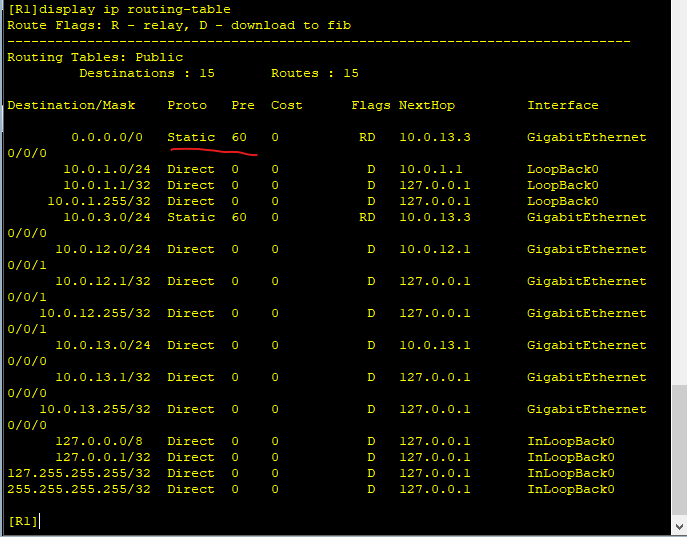 [R1]display ip routing-table
Route Flags: R - relay, D - download to fib
------------------------------------------------------------------------------
Routing Tables: Public
         Destinations : 15       Routes : 15

Destination/Mask    Proto   Pre  Cost      Flags NextHop         Interface

        0.0.0.0/0   Static  60   0          RD   10.0.13.3       GigabitEthernet
0/0/0
       10.0.1.0/24  Direct  0    0           D   10.0.1.1        LoopBack0
       10.0.1.1/32  Direct  0    0           D   127.0.0.1       LoopBack0
     10.0.1.255/32  Direct  0    0           D   127.0.0.1       LoopBack0
       10.0.3.0/24  Static  60   0          RD   10.0.13.3       GigabitEthernet
0/0/0
      10.0.12.0/24  Direct  0    0           D   10.0.12.1       GigabitEthernet
0/0/1
      10.0.12.1/32  Direct  0    0           D   127.0.0.1       GigabitEthernet
0/0/1
    10.0.12.255/32  Direct  0    0           D   127.0.0.1       GigabitEthernet
0/0/1
      10.0.13.0/24  Direct  0    0           D   10.0.13.1       GigabitEthernet
0/0/0
      10.0.13.1/32  Direct  0    0           D   127.0.0.1       GigabitEthernet
0/0/0
    10.0.13.255/32  Direct  0    0           D   127.0.0.1       GigabitEthernet
0/0/0
      127.0.0.0/8   Direct  0    0           D   127.0.0.1       InLoopBack0
      127.0.0.1/32  Direct  0    0           D   127.0.0.1       InLoopBack0
127.255.255.255/32  Direct  0    0           D   127.0.0.1       InLoopBack0
255.255.255.255/32  Direct  0    0           D   127.0.0.1       InLoopBack0

[R1]